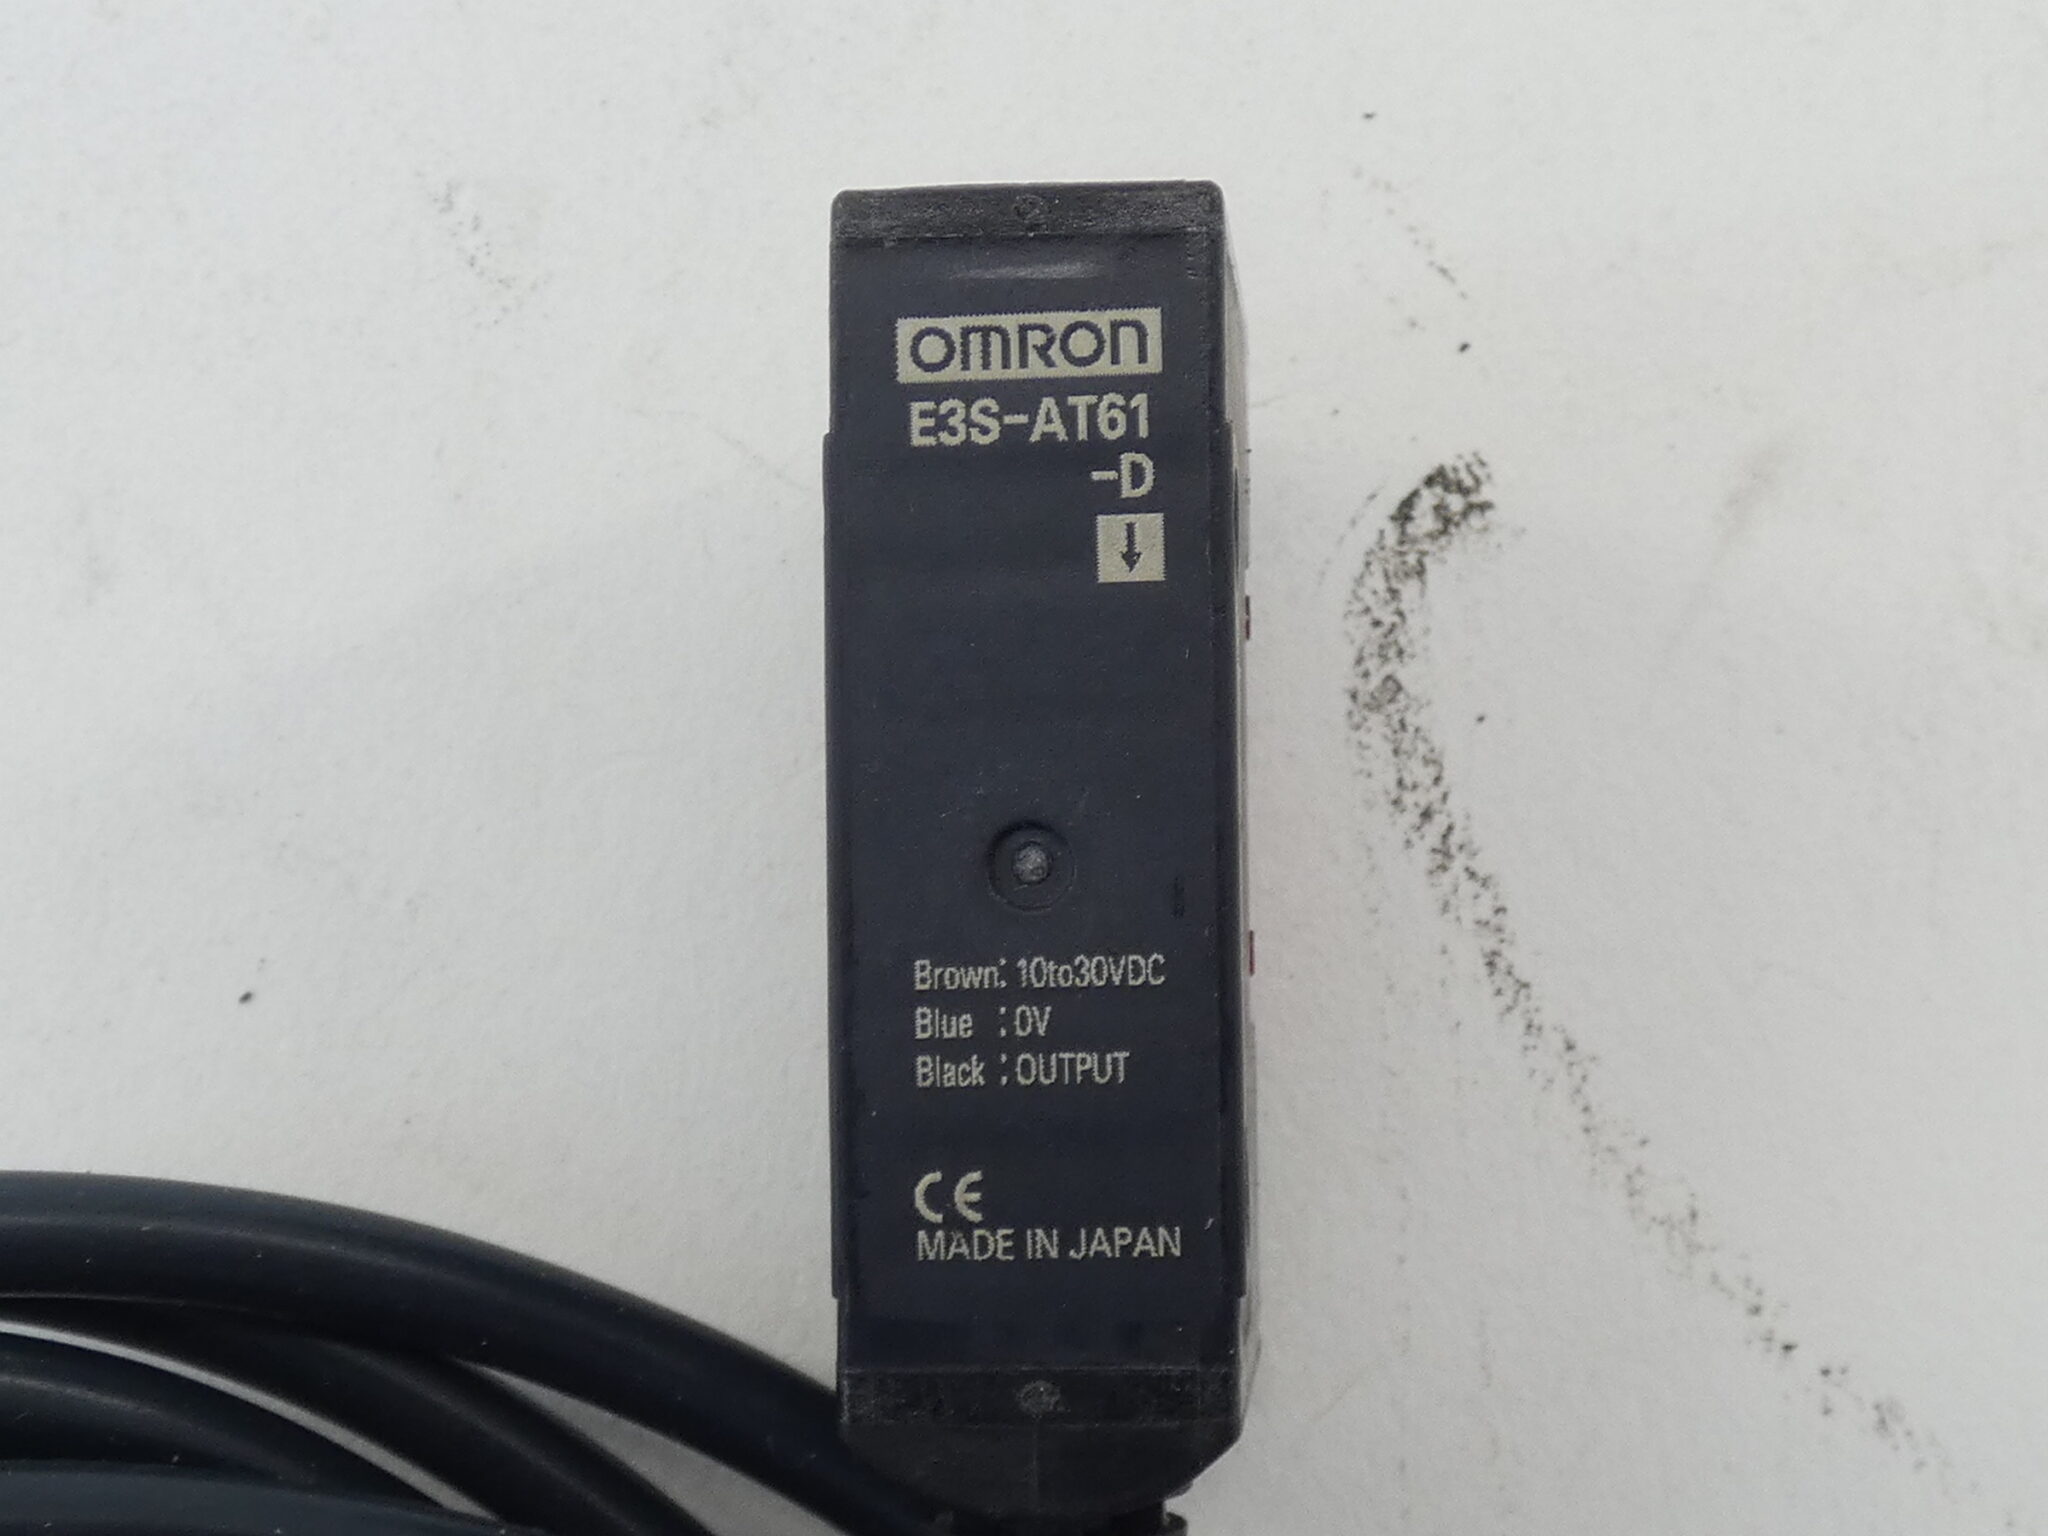 OMRON
E3S-AT61
-D
↓
Brown: 10to30VDC
Blue : 0V
Black : OUTPUT
CE
MADE IN JAPAN